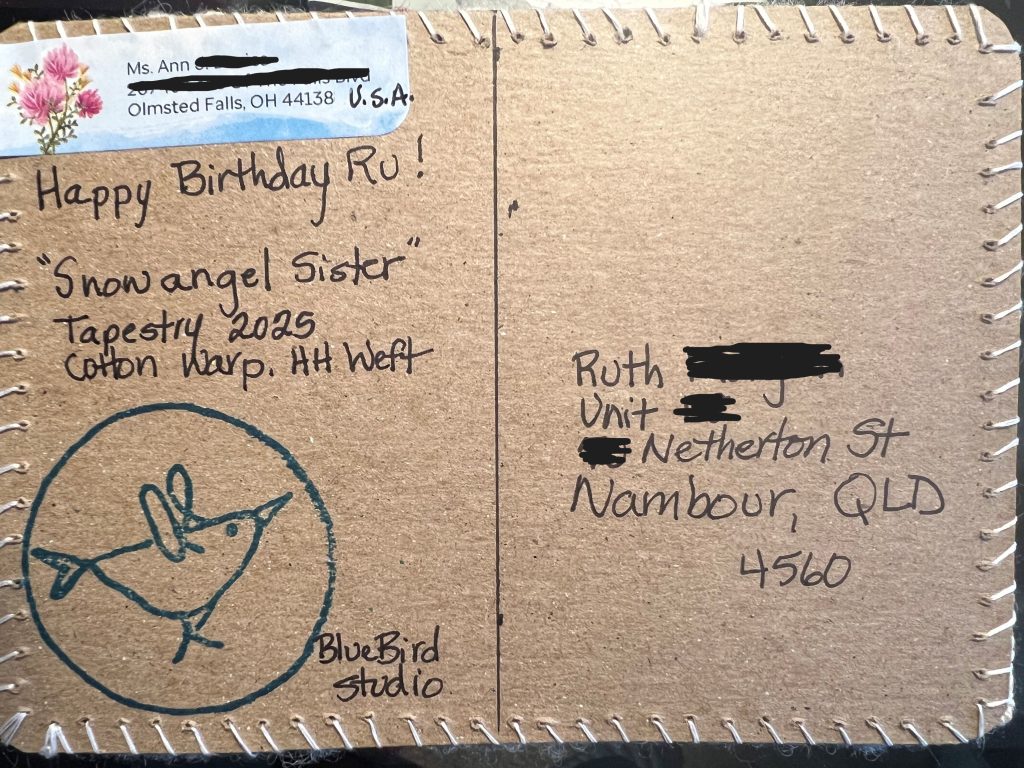 Ms. Ann
Olmsted Falls, OH 44138 U.S.A.
Happy Birthday Ru!
"Snow angel Sister"
Tapestry 2025
Cotton Warp. HH Weft
BlueBird
Studio
Ruth
Unit
Netherton St
Nambour, QLD
4560